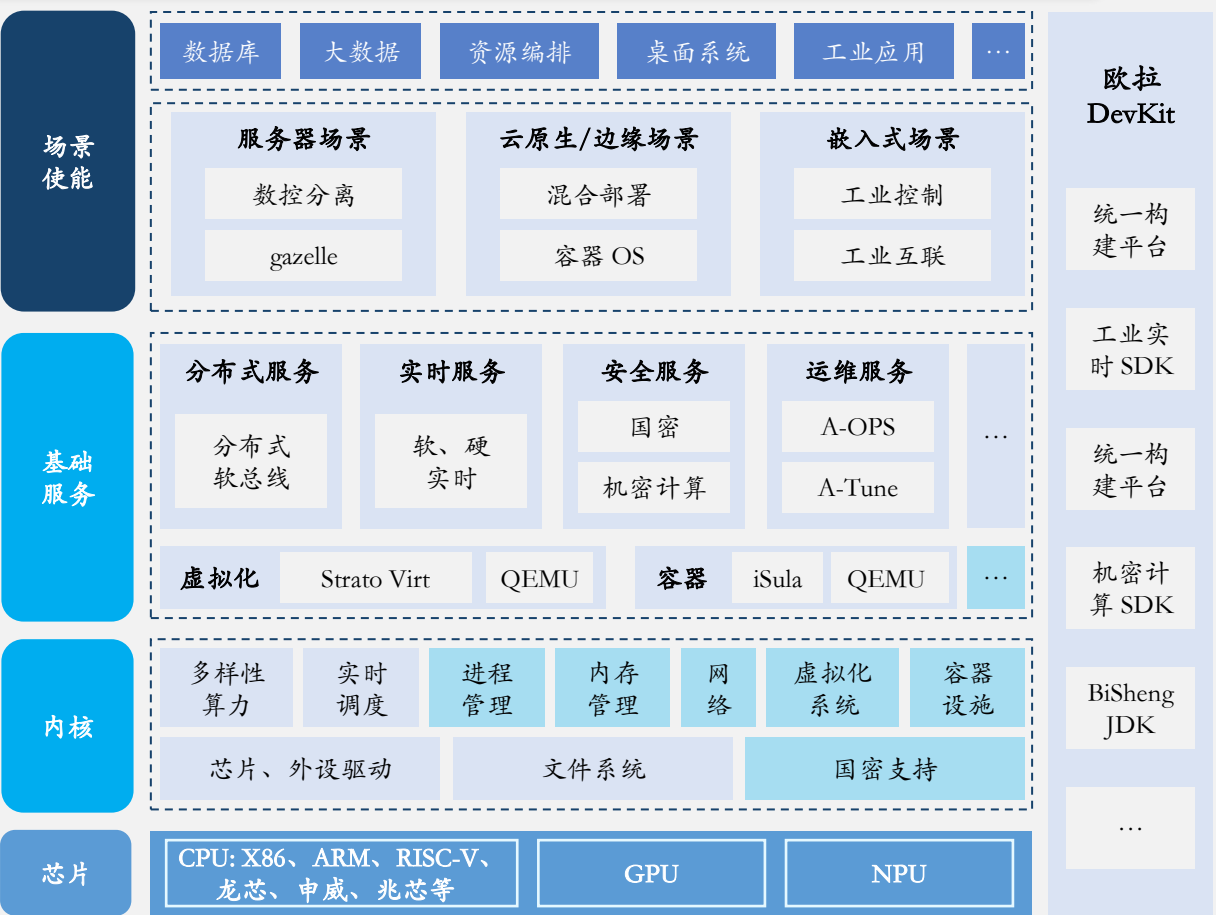 场景
使能
数据库
大数据
资源编排
桌面系统
工业应用
…
服务器场景
数控分离
gazelle
云原生/边缘场景
混合部署
容器 OS
嵌入式场景
工业控制
工业互联
基础
服务
分布式服务
分布式
软总线
实时服务
软、硬
实时
安全服务
国密
机密计算
运维服务
A-OPS
A-Tune
…
虚拟化
Strato Virt
QEMU
容器
iSula
QEMU
…
内核
多样性
算力
实时
调度
进程
管理
内存
管理
网
络
虚拟化
系统
容器
设施
芯片、外设驱动
文件系统
国密支持
芯片
CPU: X86、ARM、RISC-V、
龙芯、申威、兆芯等
GPU
NPU
欧拉
DevKit
统一构
建平台
工业实
时 SDK
统一构
建平台
机密计
算 SDK
BiSheng
JDK
…